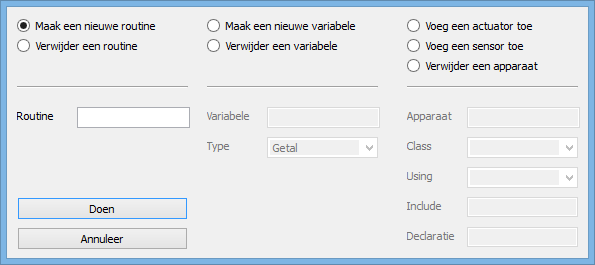 Maak een nieuwe routine
Verwijder een routine
Maak een nieuwe variabele
Verwijder een variabele
Voeg een actuator toe
Voeg een sensor toe
Verwijder een apparaat
Routine
Variabele
Type
Getal
Apparaat
Class
Using
Include
Declaratie
Doen
Annuleer